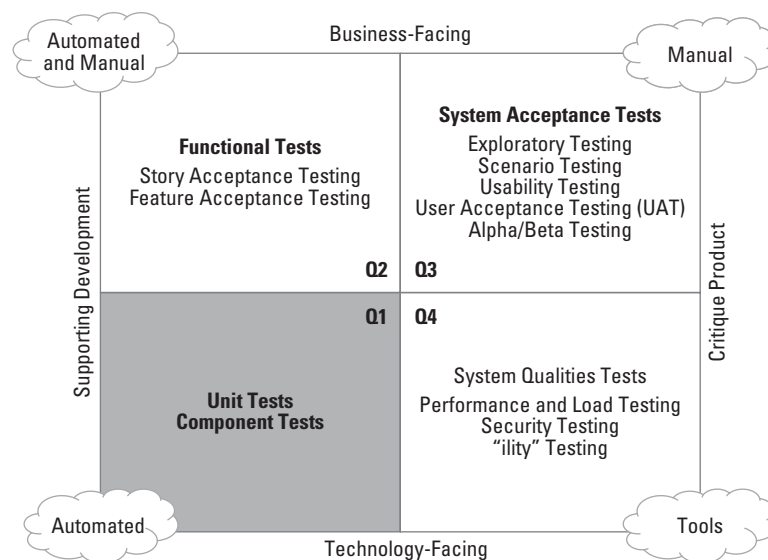 Automated
and Manual
Business-Facing
Manual
Functional Tests
Story Acceptance Testing
Feature Acceptance Testing
System Acceptance Tests
Exploratory Testing
Scenario Testing
Usability Testing
User Acceptance Testing (UAT)
Alpha/Beta Testing
Supporting Development
Critique Product
Q2
Q3
Q1
Q4
Unit Tests
Component Tests
System Qualities Tests
Performance and Load Testing
Security Testing
“ility” Testing
Automated
Technology-Facing
Tools